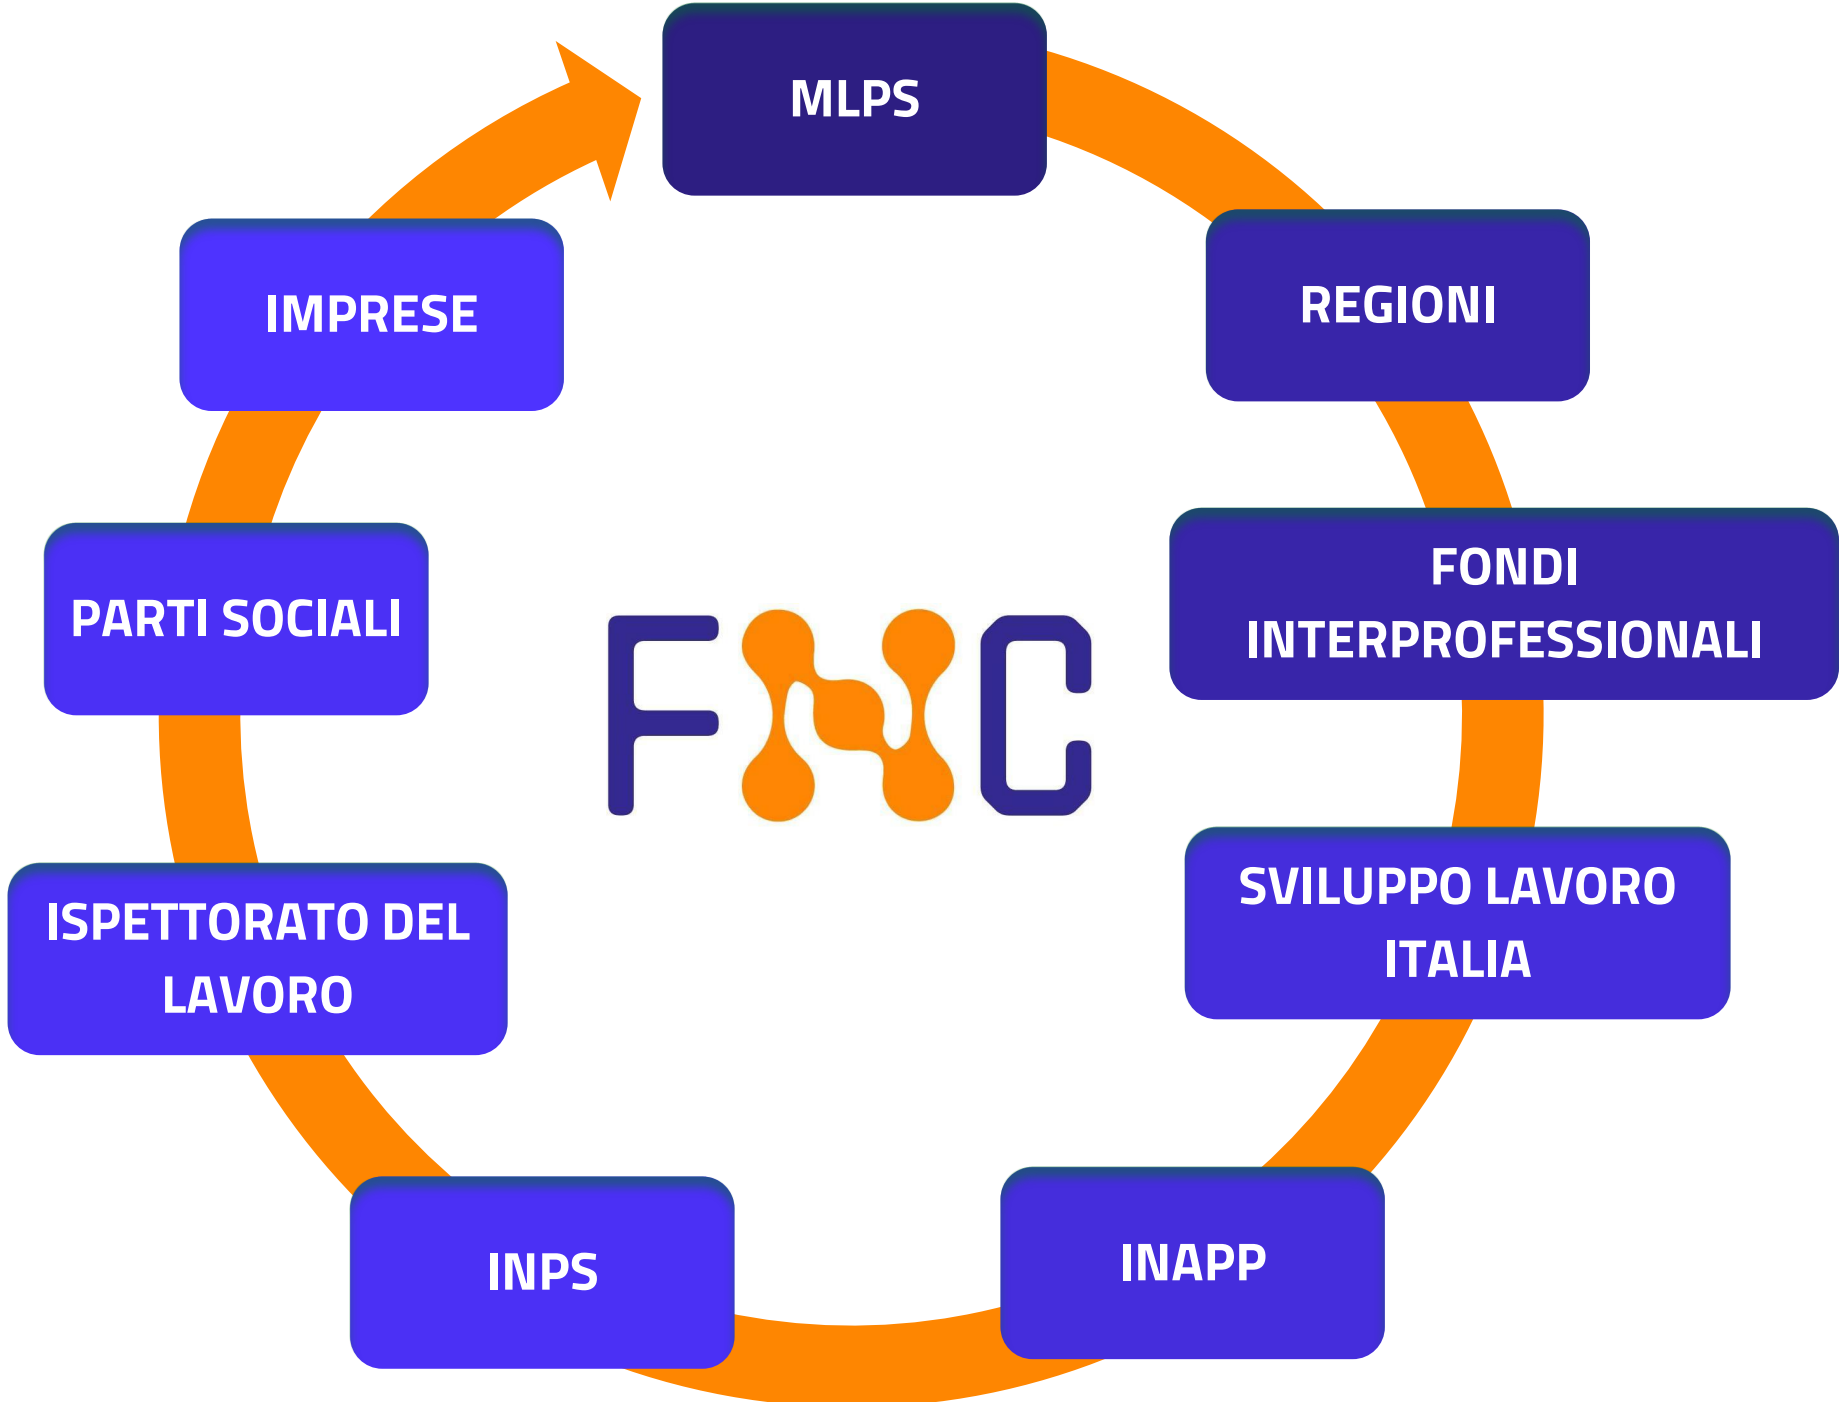 MLPS
REGIONI
FONDI
INTERPROFESSIONALI
SVILUPPO LAVORO
ITALIA
INAPP
INPS
ISPETTORATO DEL
LAVORO
PARTI SOCIALI
IMPRESE
FNC